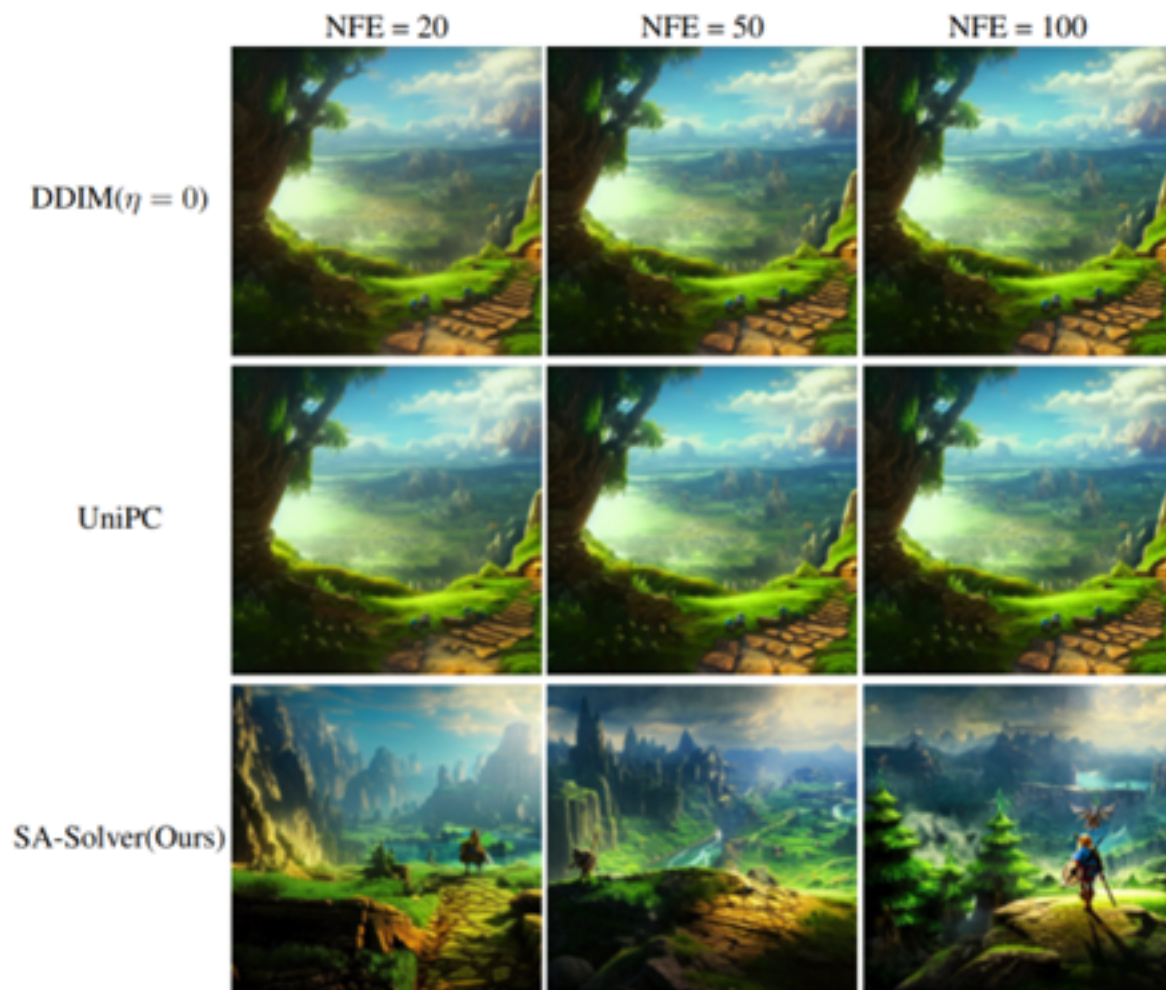 NFE = 20 NFE = 50 NFE = 100
DDIM(η = 0)
UniPC
SA-Solver(Ours)